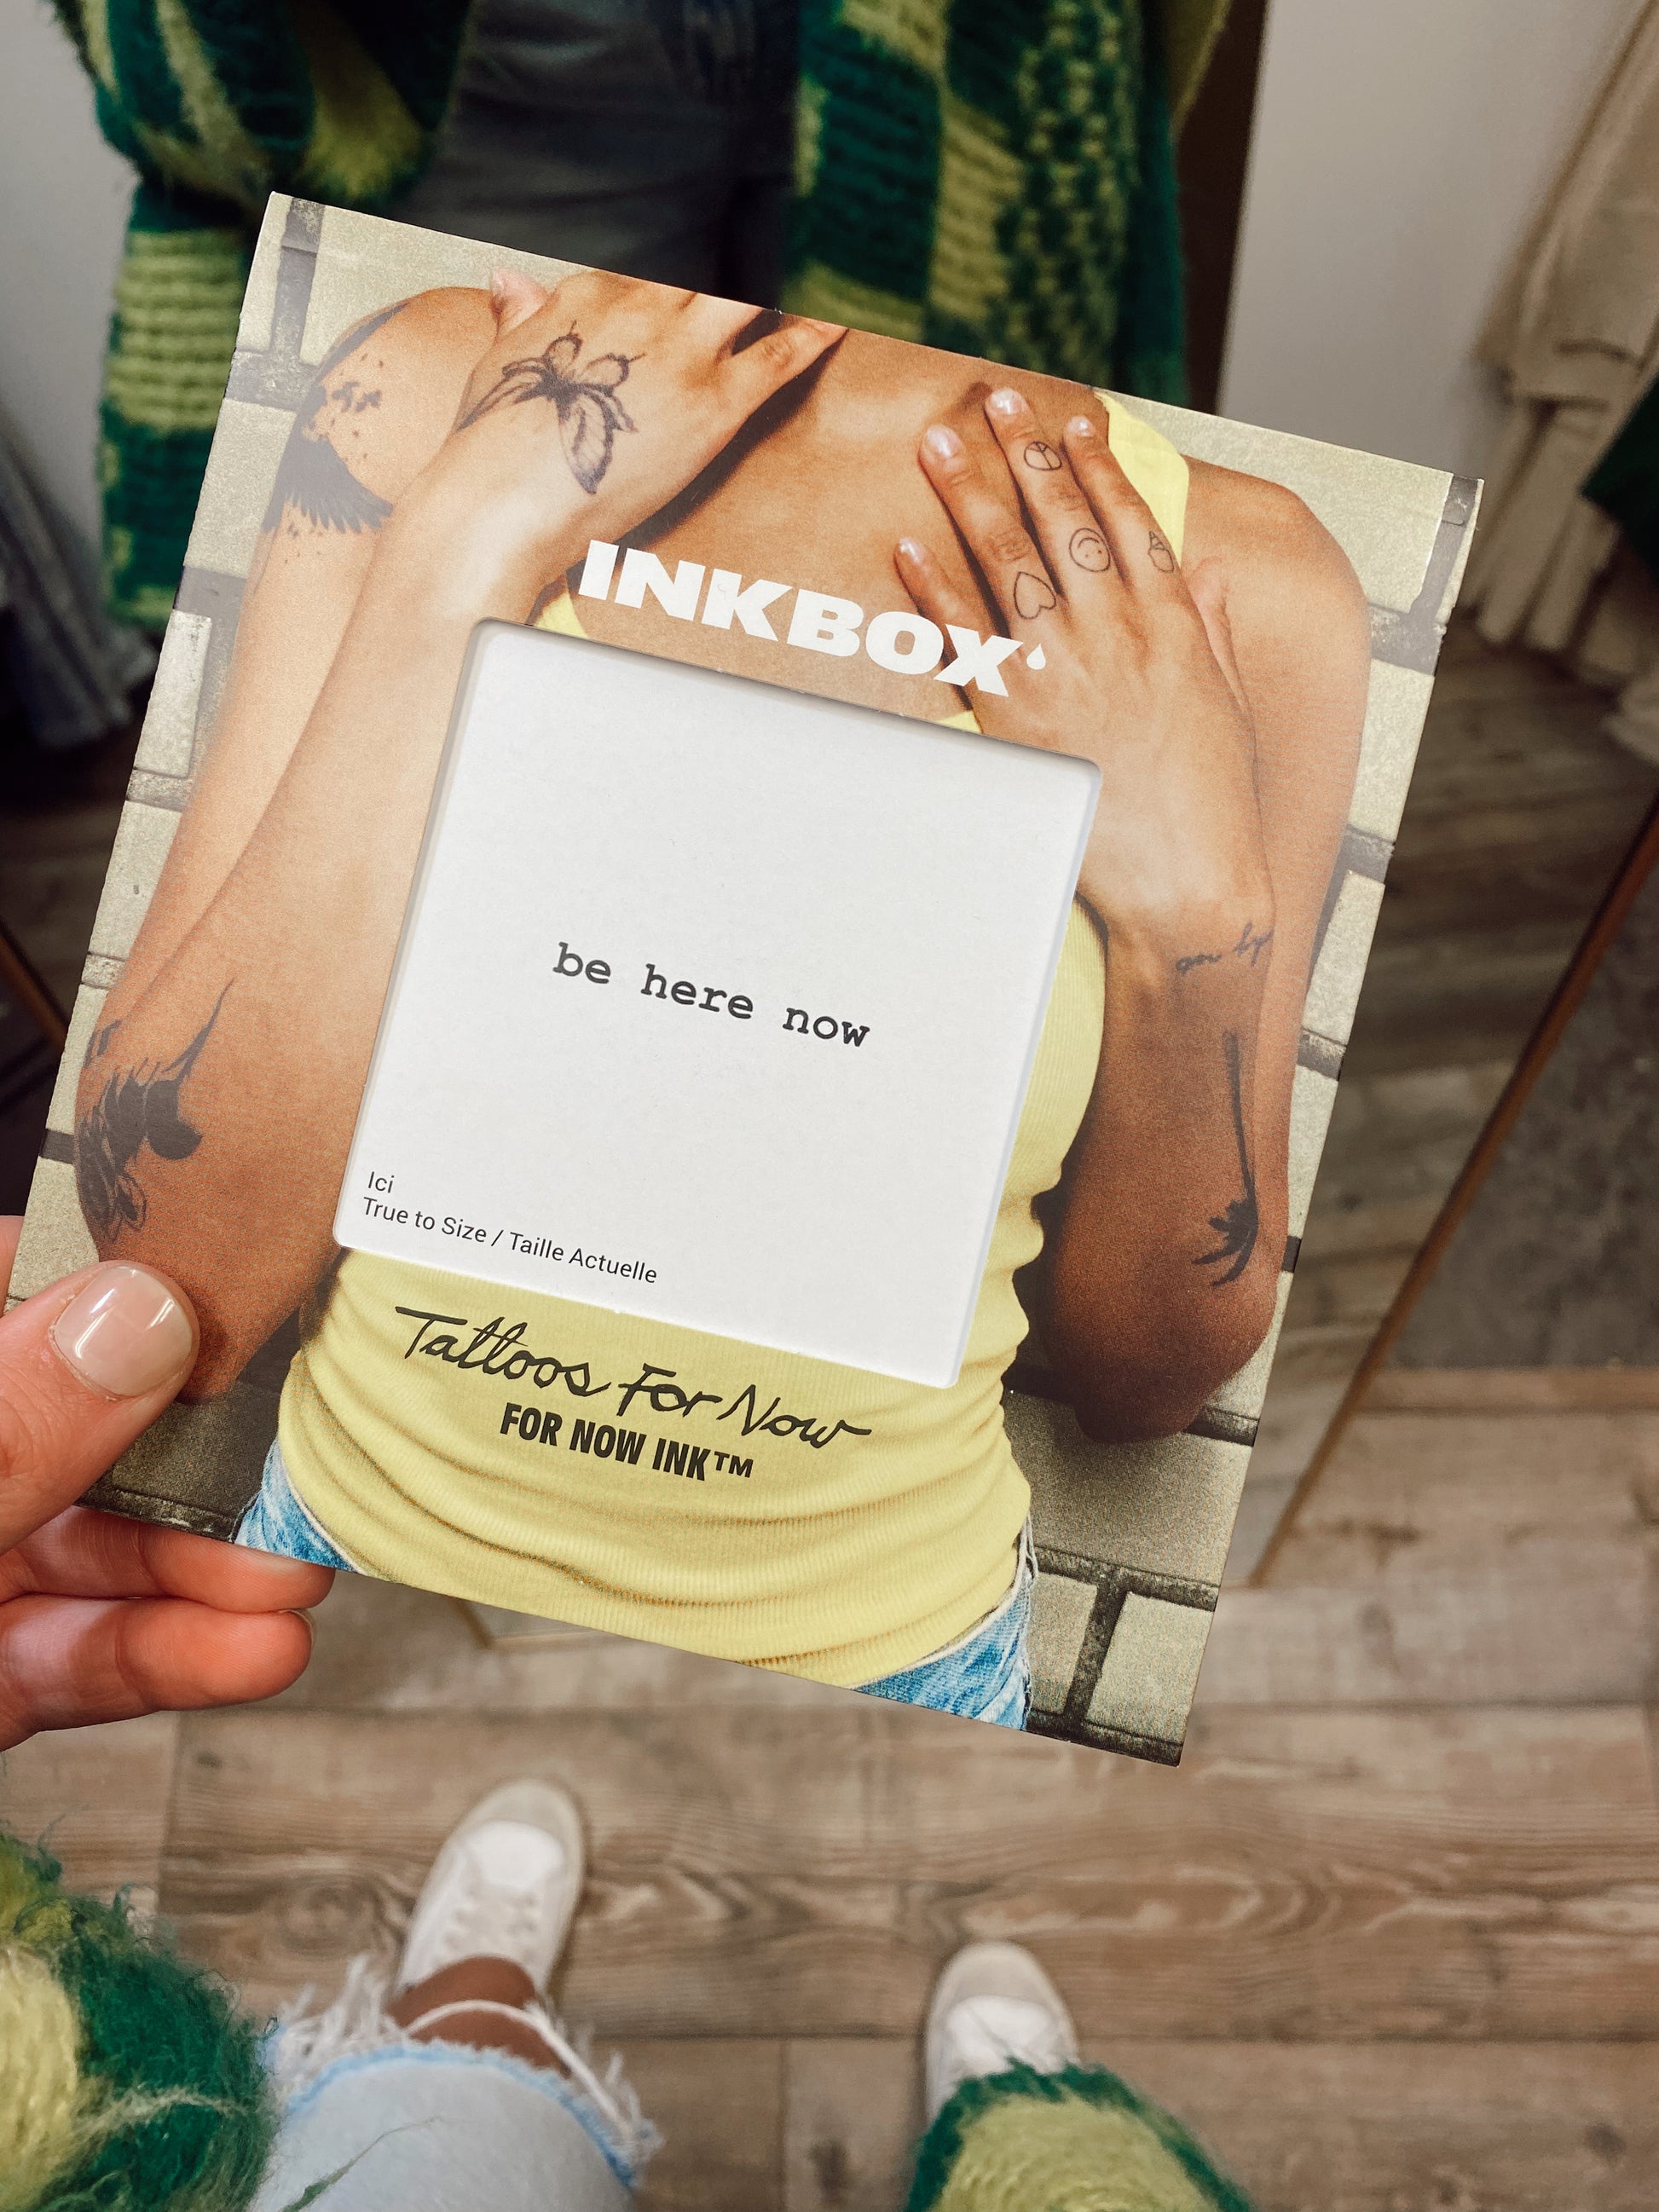 INKBOX
be here now
Ici
True to Size / Taille Actuelle
Tattoos For Now
FOR NOW INK™